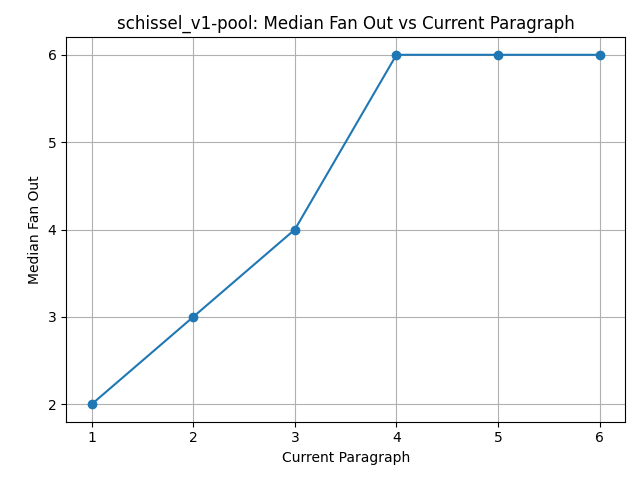 schissel_v1-pool: Median Fan Out vs Current Paragraph
6
5
4
3
2
Median Fan Out
1 2 3 4 5 6
Current Paragraph